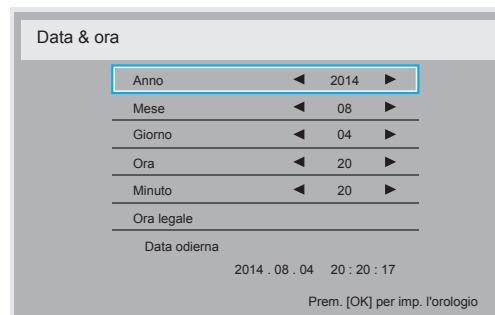 Data & ora
Anno ◀ 2014 ▶
Mese ◀ 08 ▶
Giorno ◀ 04 ▶
Ora ◀ 20 ▶
Minuto ◀ 20 ▶
Ora legale
Data odierna
2014 . 08 . 04 20 : 20 : 17
Prem. [OK] per imp. l'orologio